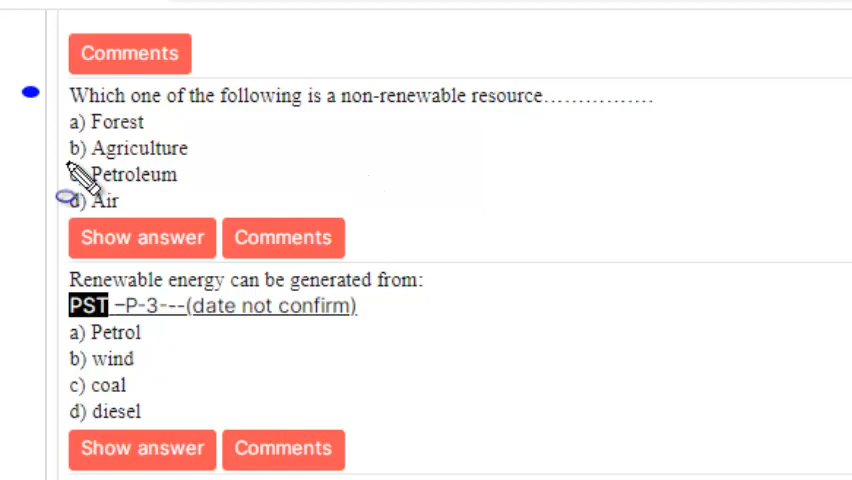 Comments
Which one of the following is a non-renewable resource................
a) Forest
b) Agriculture
Petroleum
d) Air
Show answer Comments
Renewable energy can be generated from:
PST –P-3---(date not confirm)
a) Petrol
b) wind
c) coal
d) diesel
Show answer Comments